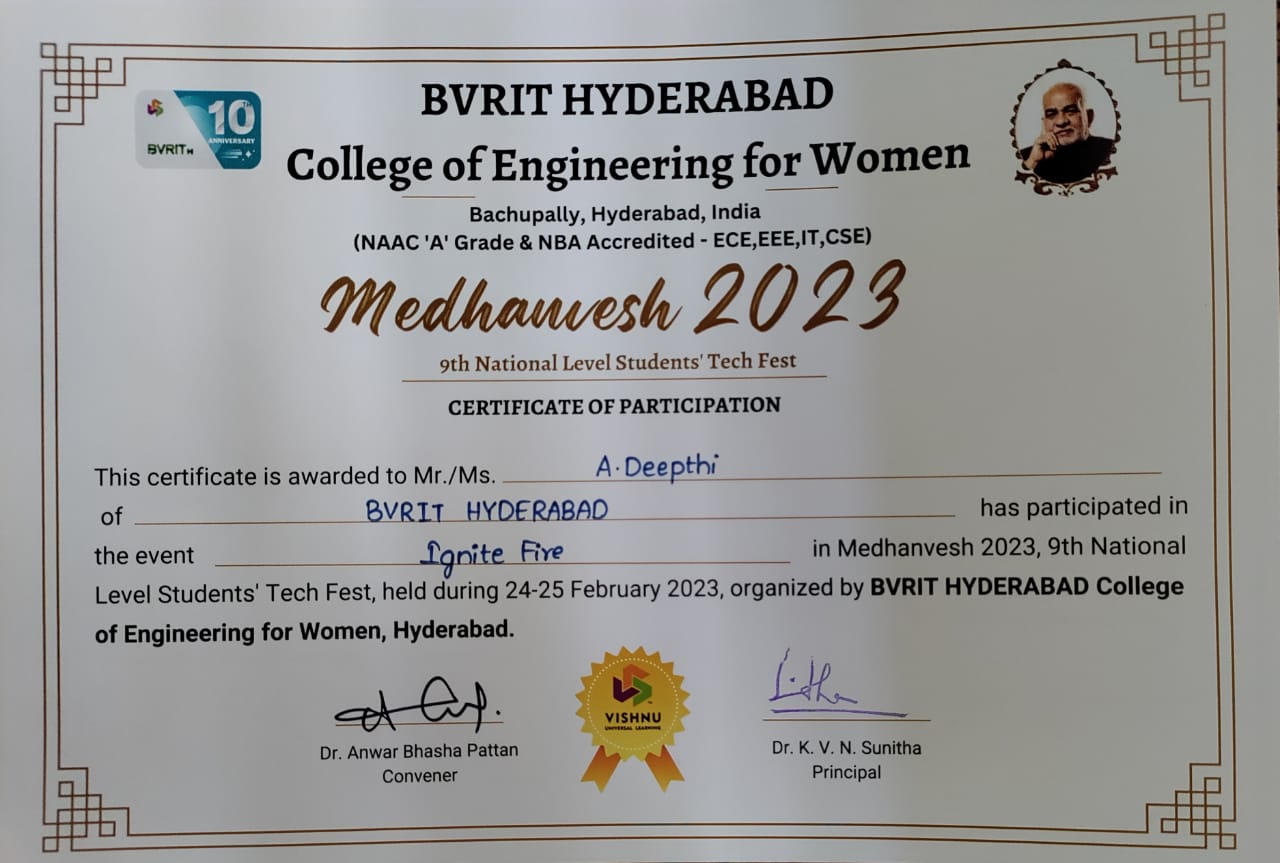 BVRIT HYDERABAD
College of Engineering for Women
10TH
ANNIVERSARY
BVRITH
Bachupally, Hyderabad, India
(NAAC 'A' Grade & NBA Accredited - ECE,EEE,IT,CSE)
Medhanvesh 2023
9th National Level Students' Tech Fest
CERTIFICATE OF PARTICIPATION
This certificate is awarded to Mr./Ms. A. Deepthi
of BVRIT HYDERABAD has participated in
the event Ignite Fire in Medhanvesh 2023, 9th National
Level Students' Tech Fest, held during 24-25 February 2023, organized by BVRIT HYDERABAD College
of Engineering for Women, Hyderabad.
VISHNU
UNIVERSAL LEARNING
Dr. Anwar Bhasha Pattan
Convener
Dr. K. V. N. Sunitha
Principal